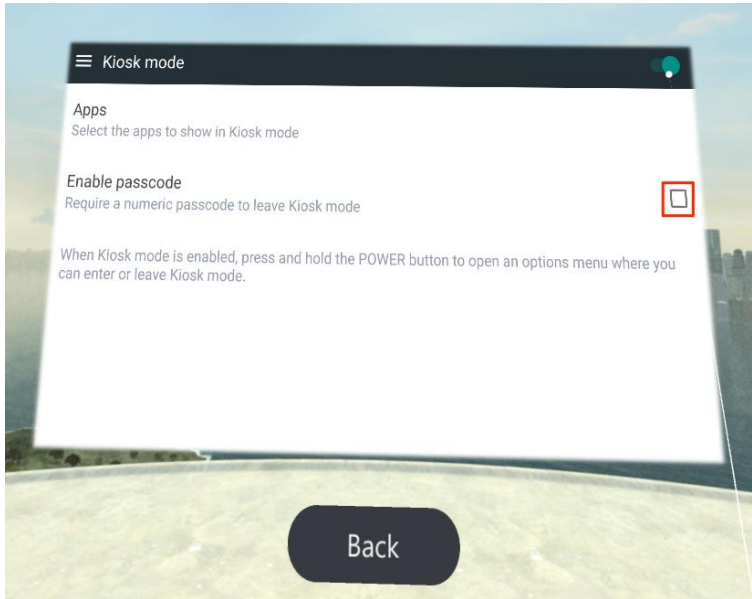 Kiosk mode
Apps
Select the apps to show in Kiosk mode
Enable passcode
Require a numeric passcode to leave Kiosk mode
When Kiosk mode is enabled, press and hold the POWER button to open an options menu where you
can enter or leave Kiosk mode.
Back